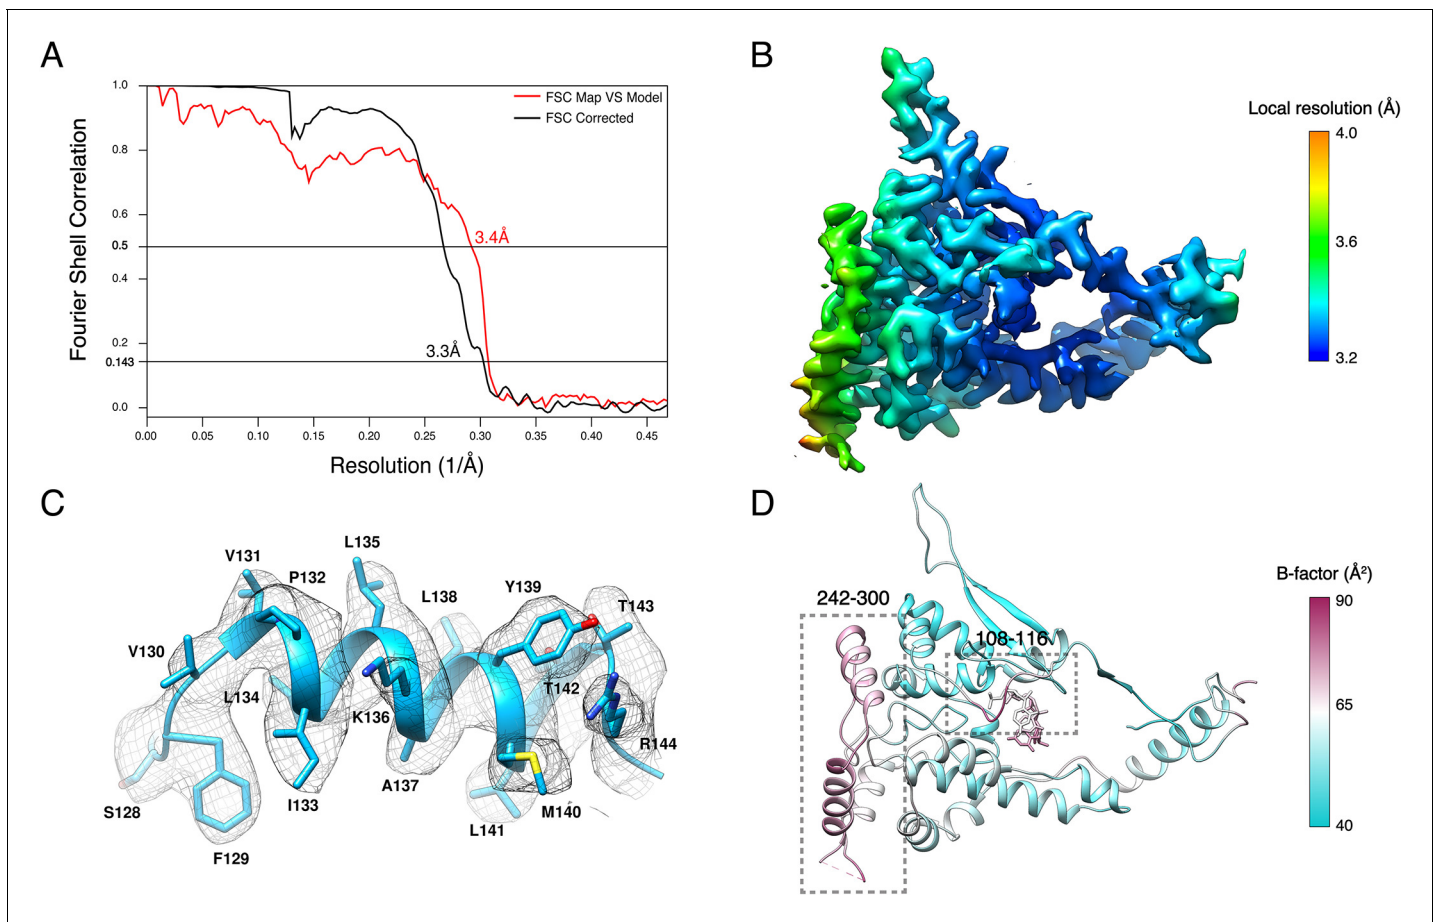 A
1.0
0.8
0.6
0.5
0.4
0.2
0.143
0.0
Fourier Shell Correlation
FSC Map VS Model
FSC Corrected
3.4Å
3.3Å
0.00 0.05 0.10 0.15 0.20 0.25 0.30 0.35 0.40 0.45
Resolution (1/Å)
B
Local resolution (Å)
4.0
3.6
3.2
C
L135
V131
P132
L138
Y139
T143
V130
L134
K136
T142
R144
A137
I133
S128
M140
L141
F129
D
242-300
108-116
B-factor (Å²)
90
65
40